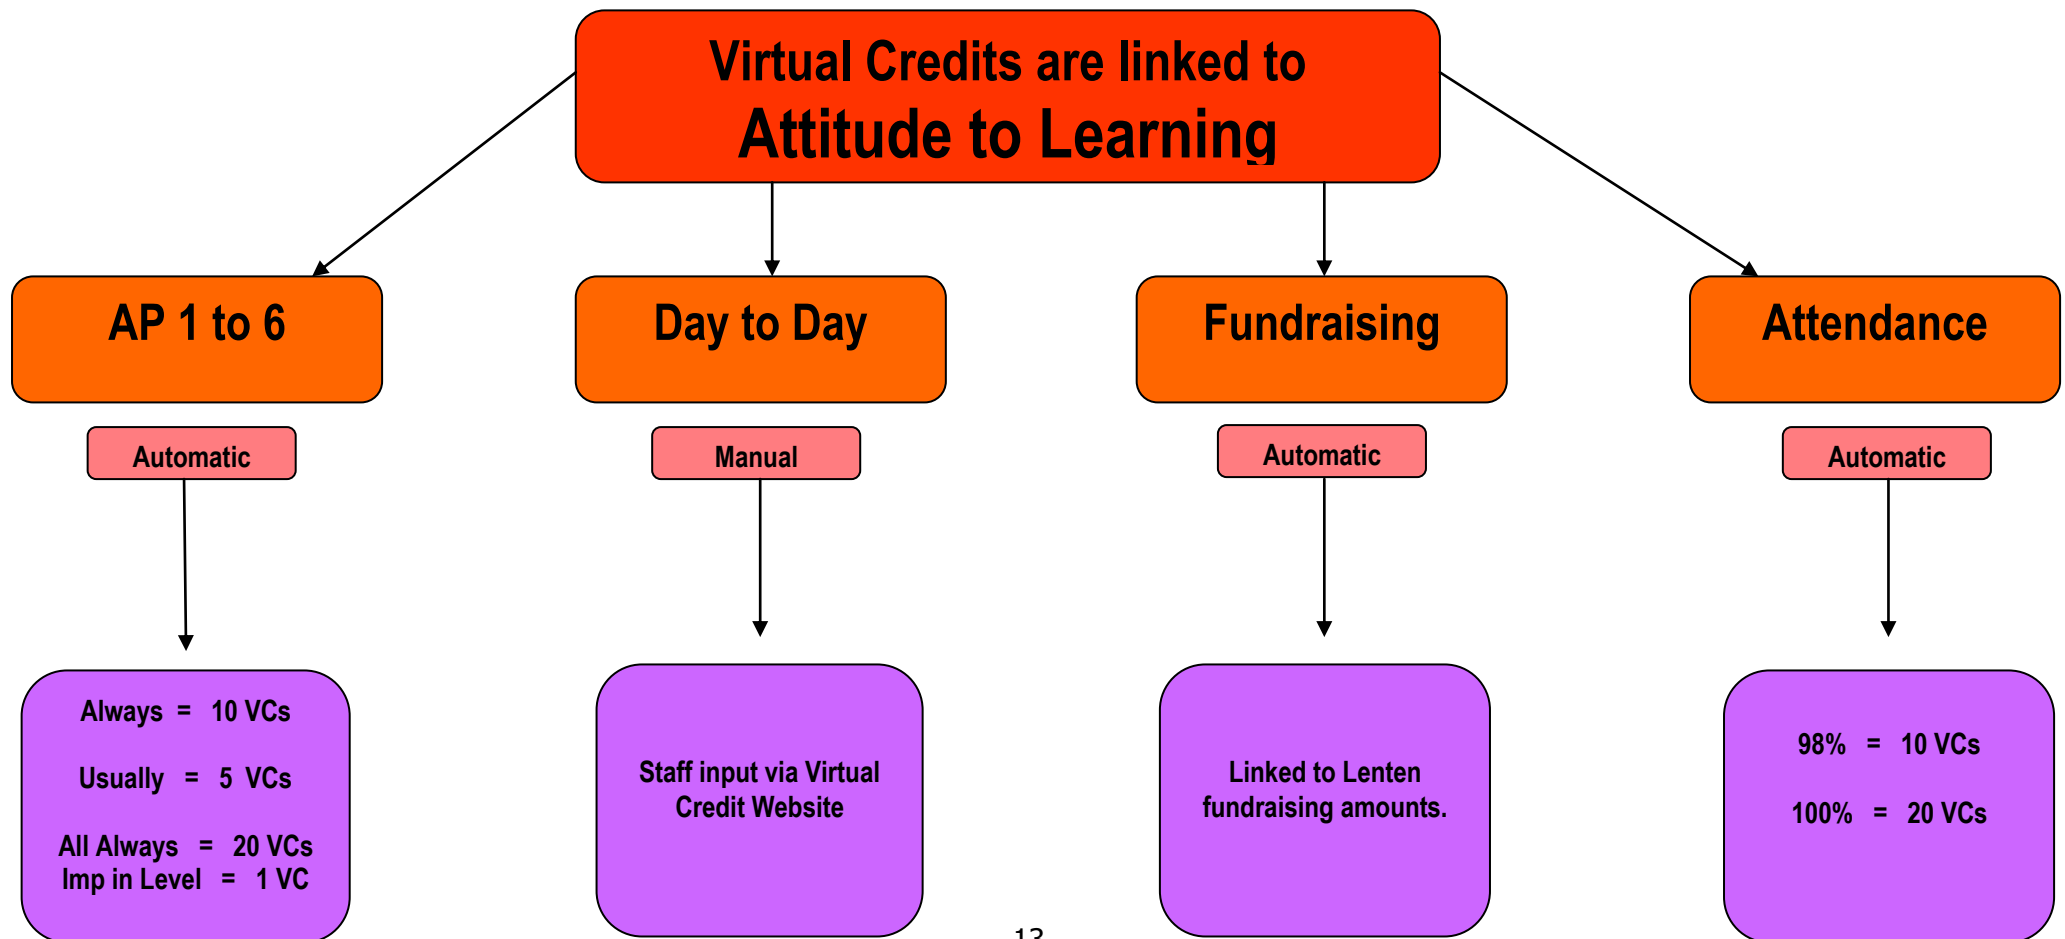 Virtual Credits are linked to
Attitude to Learning
AP 1 to 6
Day to Day
Fundraising
Attendance
Automatic
Manual
Automatic
Automatic
Always = 10 VCs
Usually = 5 VCs
All Always = 20 VCs
Imp in Level = 1 VC
Staff input via Virtual
Credit Website
Linked to Lenten
fundraising amounts.
98% = 10 VCs
100% = 20 VCs
13